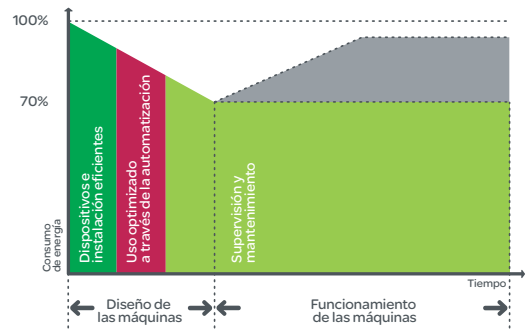 100%
70%
Consumo
de energía
Dispositivos e
instalación eficientes
Uso optimizado
a través de la automatización
Supervisión y
mantenimiento
Tiempo
Diseño de
las máquinas
Funcionamiento
de las máquinas